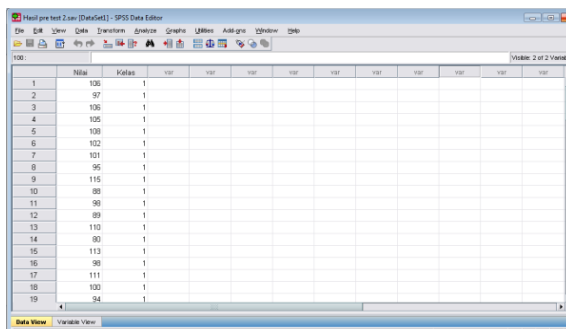 Hasil pre test 2.sav [DataSet1] - SPSS Data Editor
File Edit View Data Transform Analyze Graphs Utilities Add-ons Window Help
100 : Visible: 2 of 2 Variabl
Nilai Kelas var var var var var var var var
1 106 1
2 97 1
3 106 1
4 105 1
5 108 1
6 102 1
7 101 1
8 95 1
9 115 1
10 88 1
11 98 1
12 89 1
13 110 1
14 80 1
15 113 1
16 98 1
17 111 1
18 100 1
19 94 1
Data View Variable View